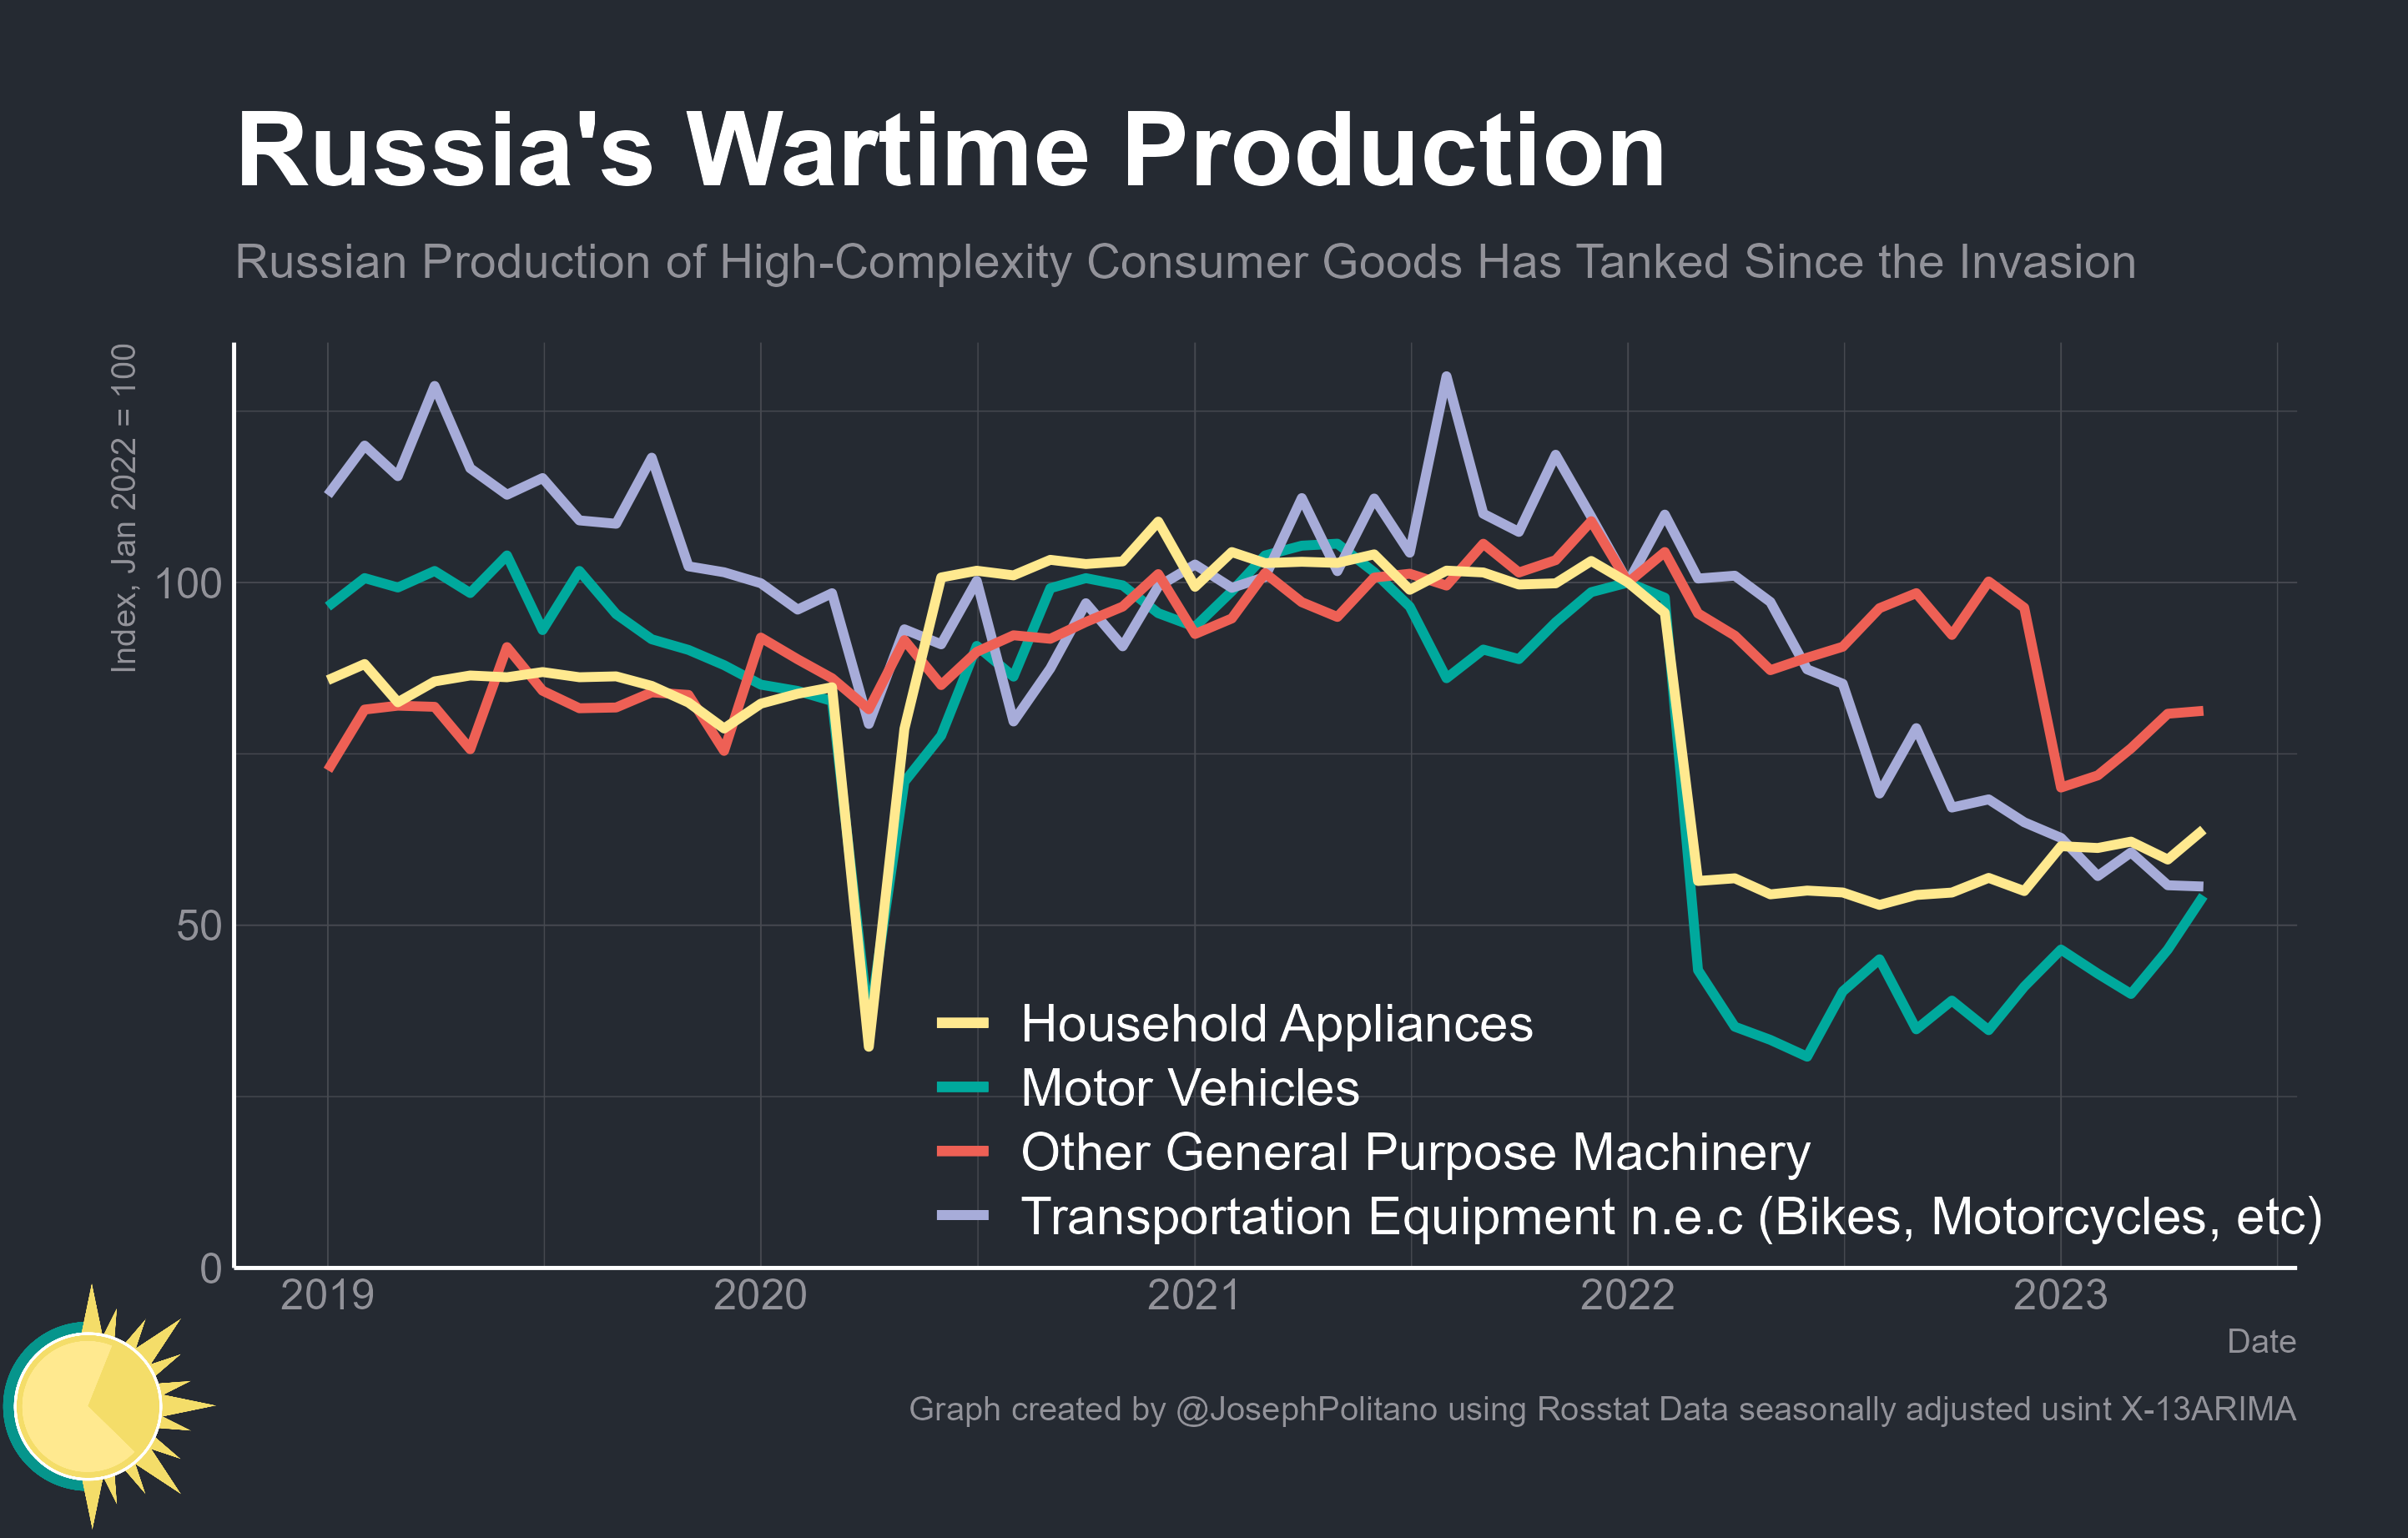 Russia's Wartime Production
Russian Production of High-Complexity Consumer Goods Has Tanked Since the Invasion
Index, Jan 2022 = 100
100
50
0
Household Appliances
Motor Vehicles
Other General Purpose Machinery
Transportation Equipment n.e.c (Bikes, Motorcycles, etc)
2019 2020 2021 2022 2023
Date
Graph created by @JosephPolitano using Rosstat Data seasonally adjusted usint X-13ARIMA